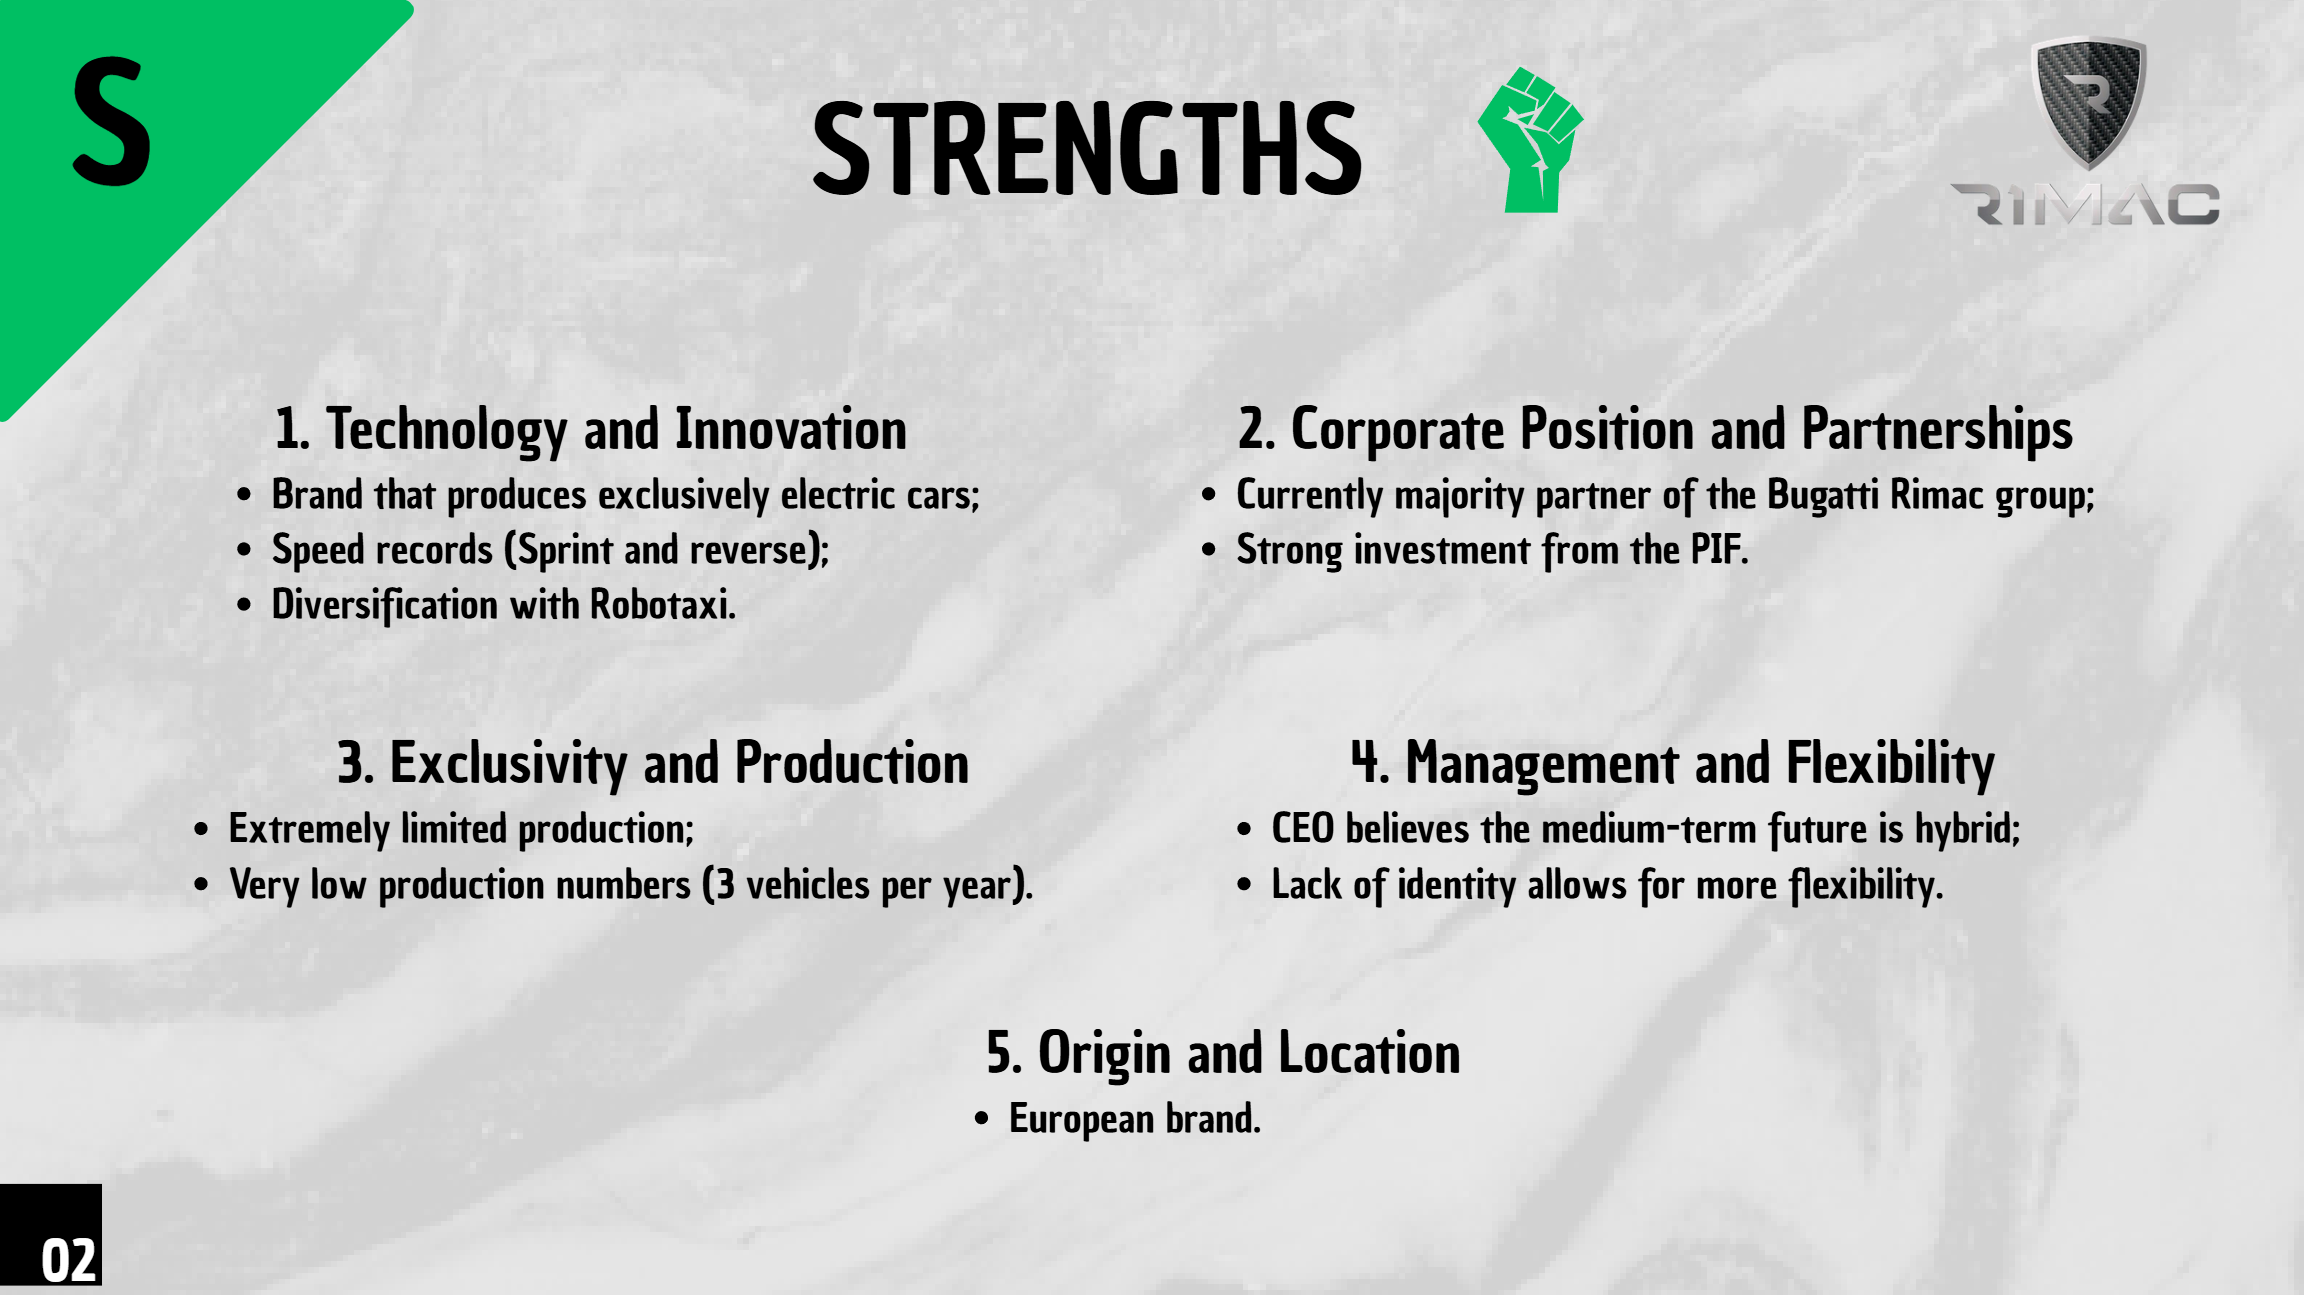 S
STRENGTHS
R
R1MAC
1. Technology and Innovation
• Brand that produces exclusively electric cars;
• Speed records (Sprint and reverse);
• Diversification with Robotaxi.
2. Corporate Position and Partnerships
• Currently majority partner of the Bugatti Rimac group;
• Strong investment from the PIF.
3. Exclusivity and Production
• Extremely limited production;
• Very low production numbers (3 vehicles per year).
4. Management and Flexibility
• CEO believes the medium-term future is hybrid;
• Lack of identity allows for more flexibility.
5. Origin and Location
• European brand.
02